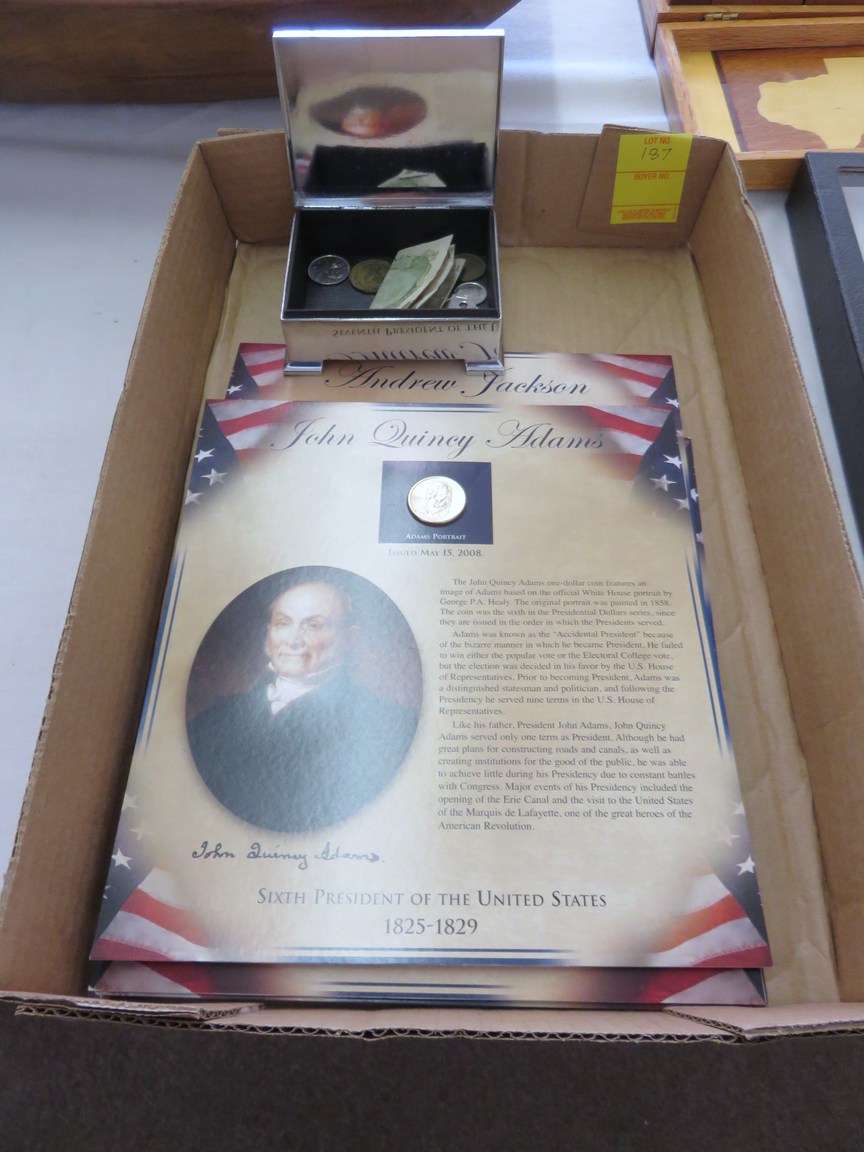 LOT NO.
187
BUYER NO.
SEVENTH PRESIDENT OF THE
Andrew Jackson
John Quincy Adams
ADAMS PORTRAIT
ISSUED MAY 15, 2008.
The John Quincy Adams one-dollar coin features an
image of Adams based on the official White House portrait by
George P.A. Healy. The original portrait was painted in 1858.
The coin was the sixth in the Presidential Dollars series, since
they are issued in the order in which the Presidents served.
Adams was known as the "Accidental President" because
of the bizarre manner in which he became President. He failed
to win either the popular vote or the Electoral College vote,
but the election was decided in his favor by the U.S. House
of Representatives. Prior to becoming President, Adams was
a distinguished statesman and politician, and following the
Presidency he served nine terms in the U.S. House of
Representatives.
Like his father, President John Adams, John Quincy
Adams served only one term as President. Although he had
great plans for constructing roads and canals, as well as
creating institutions for the good of the public, he was able
to achieve little during his Presidency due to constant battles
with Congress. Major events of his Presidency included the
opening of the Erie Canal and the visit to the United States
of the Marquis de Lafayette, one of the great heroes of the
American Revolution.
John Quincy Adams.
SIXTH PRESIDENT OF THE UNITED STATES
1825-1829